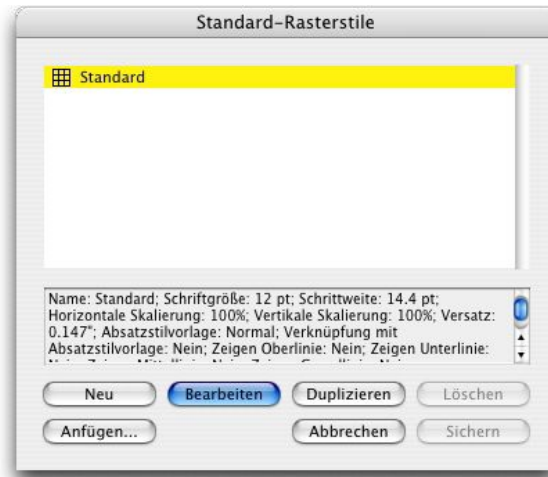 Standard-Rasterstile
Standard
Name: Standard; Schriftgröße: 12 pt; Schrittweite: 14.4 pt;
Horizontale Skalierung: 100%; Vertikale Skalierung: 100%; Versatz:
0.147"; Absatzstilvorlage: Normal; Verknüpfung mit
Absatzstilvorlage: Nein; Zeigen Oberlinie: Nein; Zeigen Unterlinie:
Neu Bearbeiten Duplizieren Löschen
Anfügen... Abbrechen Sichern